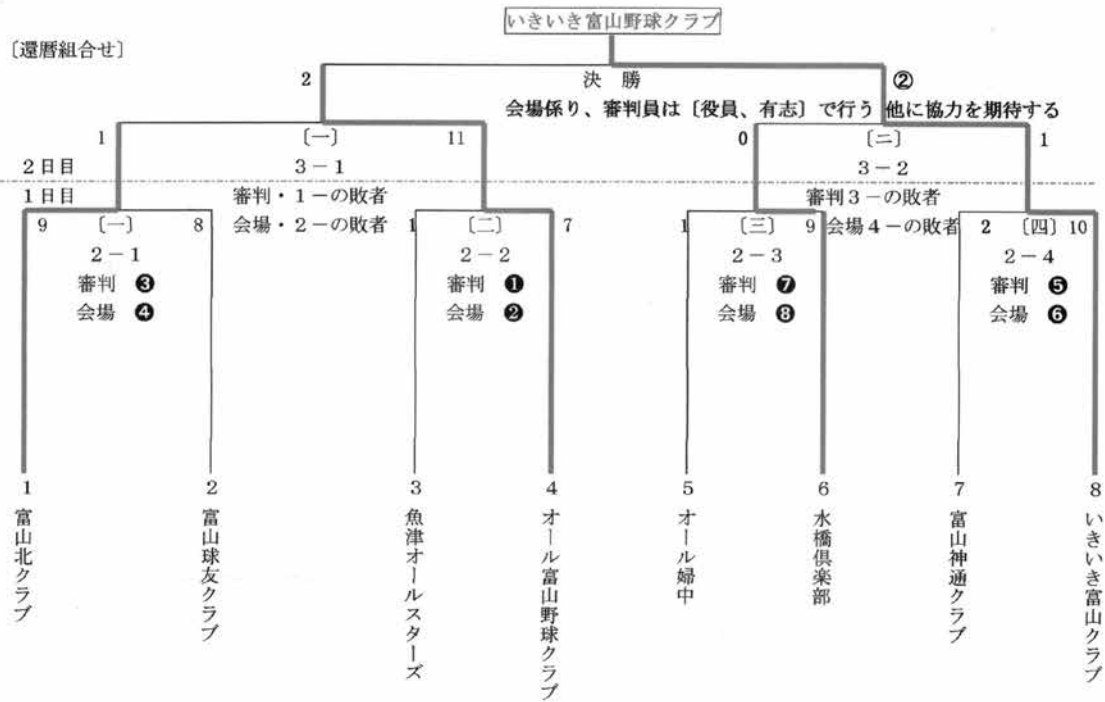 いきいき富山野球クラブ
〔還暦組合せ〕
2 決 勝 ②
会場係り、審判員は〔役員、有志〕で行う 他に協力を期待する
1 〔一〕 11 0 〔二〕 1
2日目 3－1 3－2
1日目 審判・1－の敗者 審判3－の敗者
9 〔一〕 8 会場・2－の敗者 1 〔二〕 7 1 〔三〕 9 会場4－の敗者 2 〔四〕 10
2－1 2－2 2－3 2－4
審判 ❸ 審判 ❶ 審判 ❼ 審判 ❺
会場 ❹ 会場 ❷ 会場 ❽ 会場 ❻
1 2 3 4 5 6 7 8
富山北クラブ
富山球友クラブ
魚津オールスターズ
オール富山野球クラブ
オール婦中
水橋倶楽部
富山神通クラブ
いきいき富山クラブ